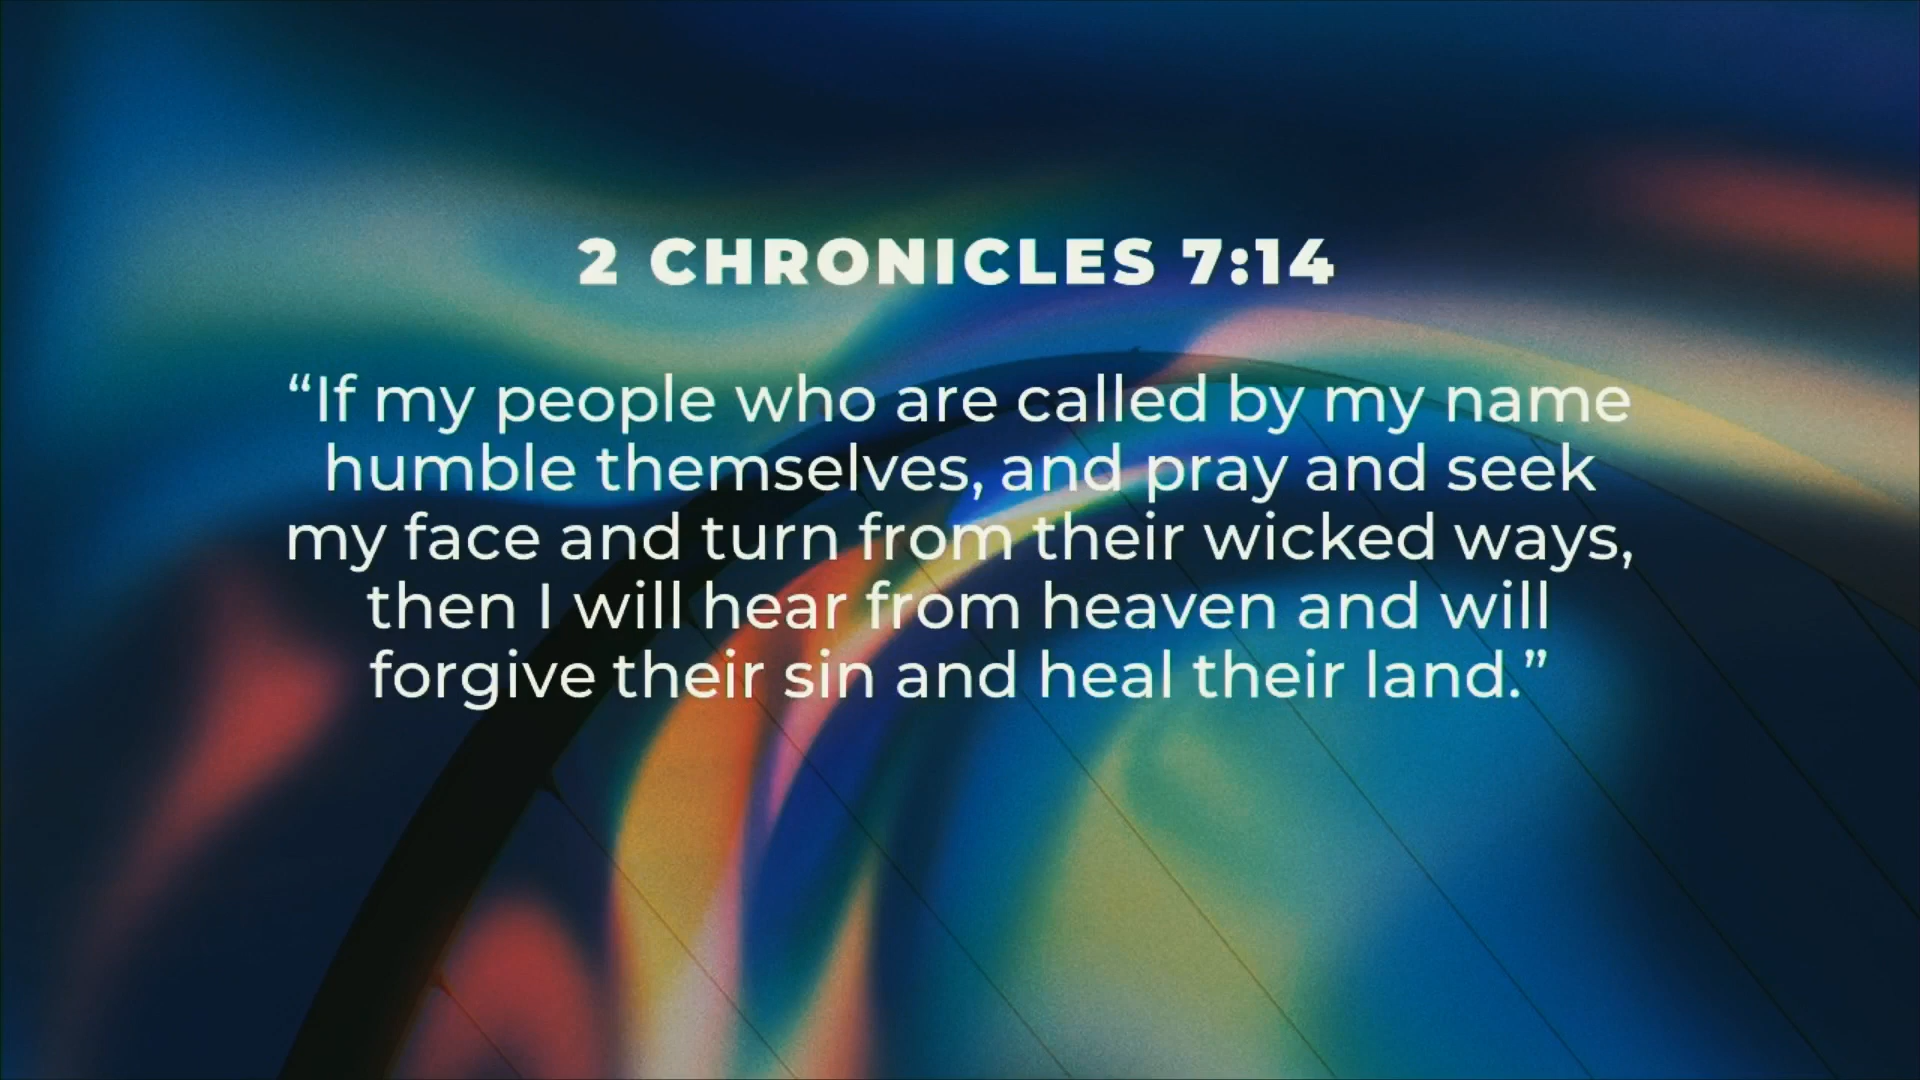 2 CHRONICLES 7:14
“If my people who are called by my name
humble themselves, and pray and seek
my face and turn from their wicked ways,
then I will hear from heaven and will
forgive their sin and heal their land.”